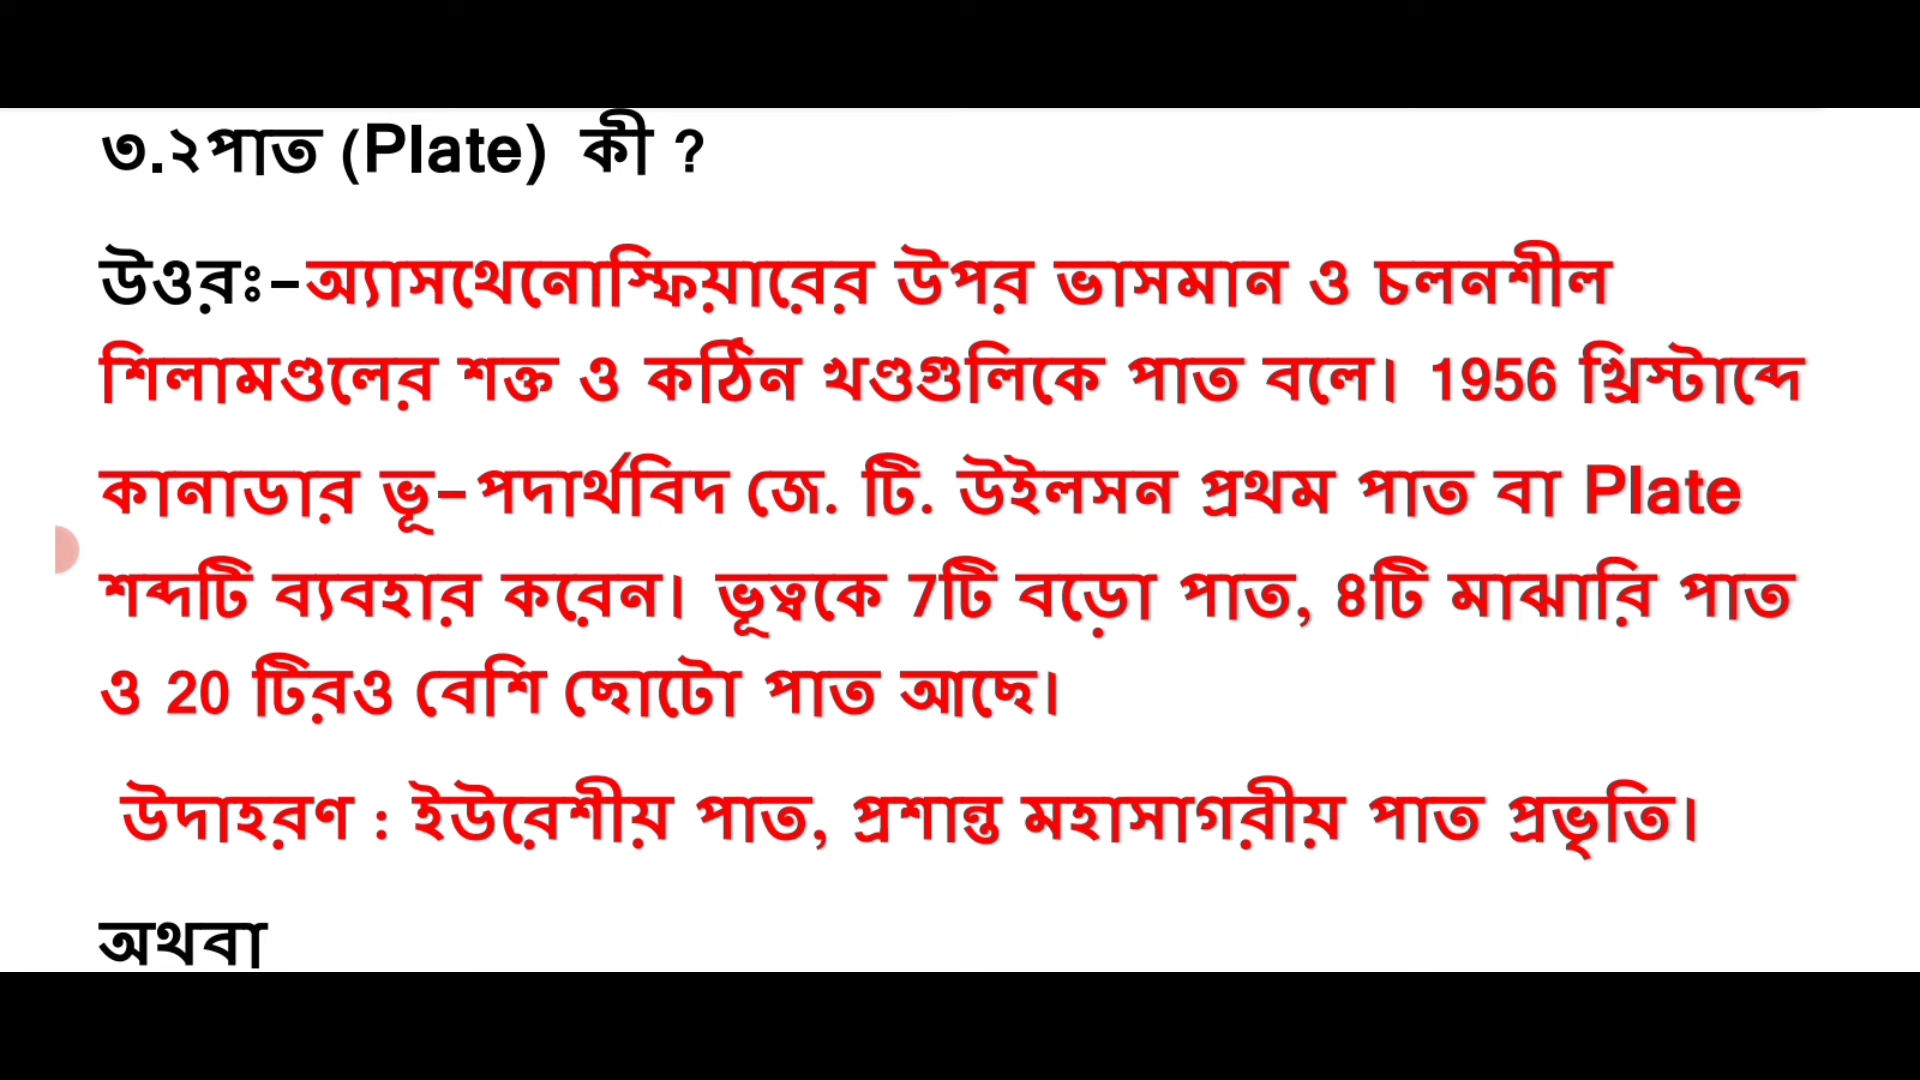 ৩.২পাত (Plate) কী ?
উওরঃ-অ্যাসথেনোস্ফিয়ারের উপর ভাসমান ও চলনশীল
শিলামণ্ডলের শক্ত ও কঠিন খণ্ডগুলিকে পাত বলে। 1956 খ্রিস্টাব্দে
কানাডার ভূ-পদার্থবিদ জে. টি. উইলসন প্রথম পাত বা Plate
শব্দটি ব্যবহার করেন। ভূত্বকে 7টি বড়ো পাত, 8টি মাঝারি পাত
ও 20 টিরও বেশি ছোটো পাত আছে।
উদাহরণ : ইউরেশীয় পাত, প্রশান্ত মহাসাগরীয় পাত প্রভৃতি।
অথবা